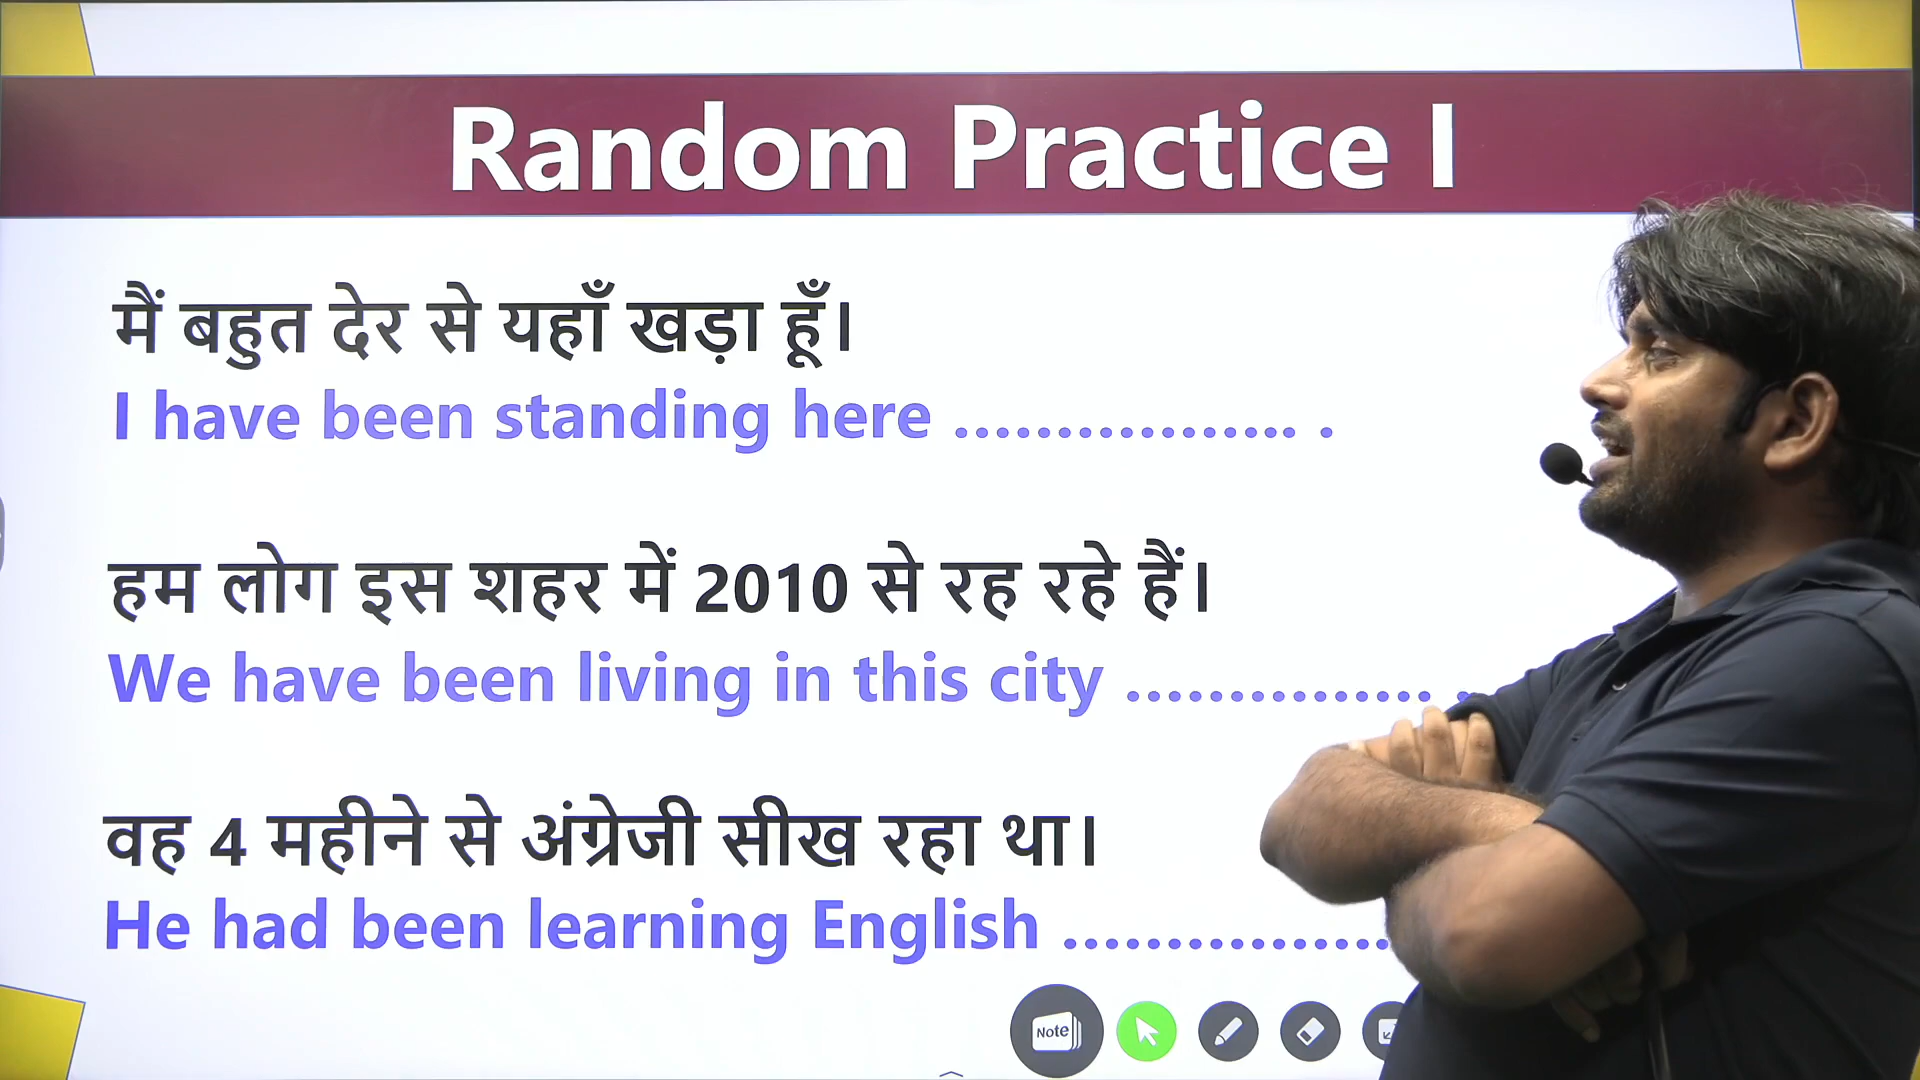 Random Practice I
मैं बहुत देर से यहाँ खड़ा हूँ।
I have been standing here ................. .
हम लोग इस शहर में 2010 से रह रहे हैं।
We have been living in this city ............... .
वह 4 महीने से अंग्रेजी सीख रहा था।
He had been learning English ................
Note